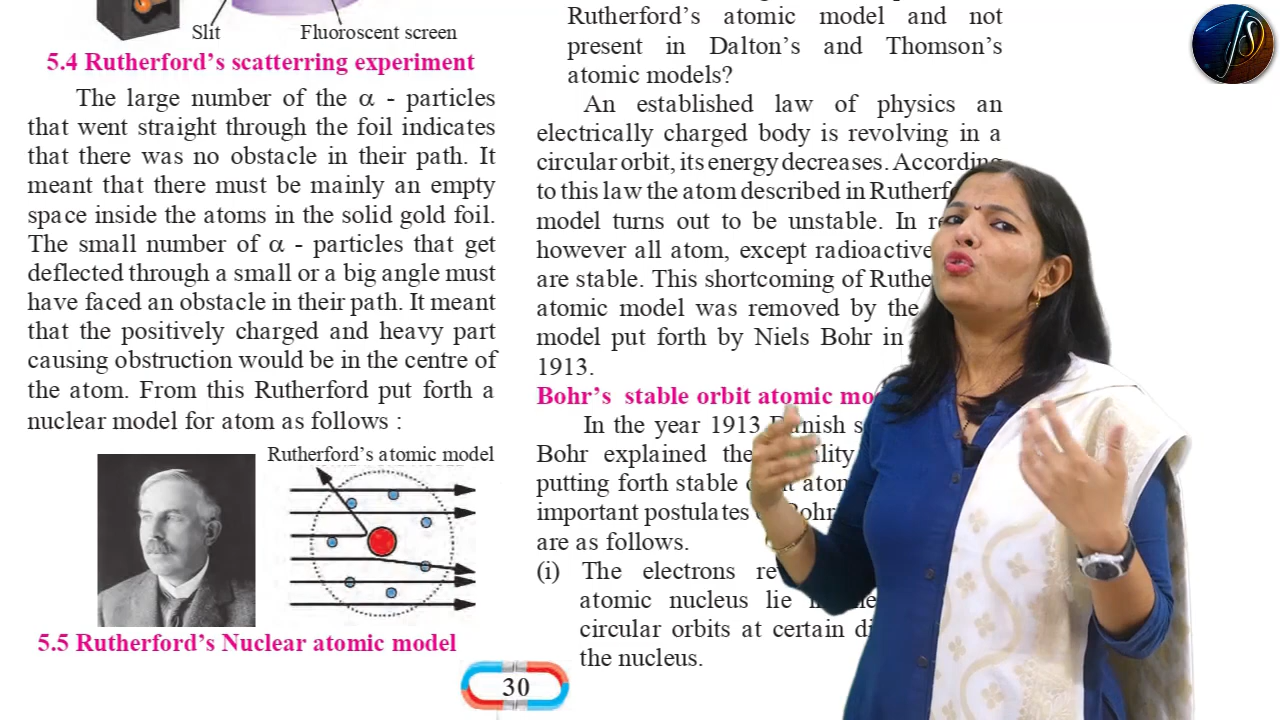 Slit
Fluoroscent screen
5.4 Rutherford's scatterring experiment
The large number of the α - particles
that went straight through the foil indicates
that there was no obstacle in their path. It
meant that there must be mainly an empty
space inside the atoms in the solid gold foil.
The small number of α - particles that get
deflected through a small or a big angle must
have faced an obstacle in their path. It meant
that the positively charged and heavy part
causing obstruction would be in the centre of
the atom. From this Rutherford put forth a
nuclear model for atom as follows :
Rutherford's atomic model
5.5 Rutherford's Nuclear atomic model
Rutherford's atomic model and not
present in Dalton's and Thomson's
atomic models?
An established law of physics an
electrically charged body is revolving in a
circular orbit, its energy decreases. According
to this law the atom described in
model turns out to be unstable. In
however all atom, except radioactive
are stable. This shortcoming of
atomic model was removed by the
model put forth by Niels Bohr in
1913.
Bohr's stable orbit atomic
In the year 1913 Danish
Bohr explained the
putting forth stable
important postulates
are as follows.
(i) The electrons
atomic nucleus lie
circular orbits at certain
the nucleus.
30